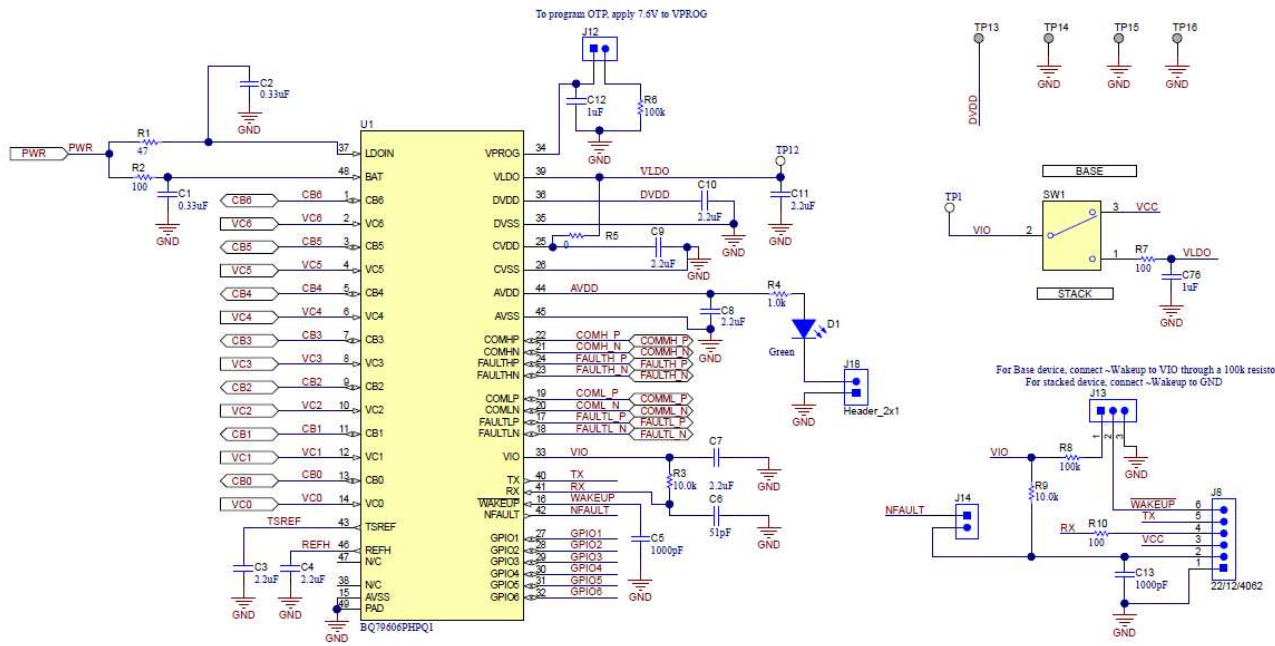 To program OTP, apply 7.6V to VPROG
J12
C12
1uF
R6
100k
GND
TP13
DVDD
TP14
GND
TP15
GND
TP16
GND
C2
0.33uF
GND
PWR
PWR
R1
47
R2
100
C1
0.33uF
GND
U1
37 LDOIN
48 BAT
CB6 CB6 1 CB6
VC6 VC6 2 VC6
CB5 CB5 3 CB5
VC5 VC5 4 VC5
CB4 CB4 5 CB4
VC4 VC4 6 VC4
CB3 CB3 7 CB3
VC3 VC3 8 VC3
CB2 CB2 9 CB2
VC2 VC2 10 VC2
CB1 CB1 11 CB1
VC1 VC1 12 VC1
CB0 CB0 13 CB0
VC0 VC0 14 VC0
TSREF 43 TSREF
REFH 46 REFH
47 N/C
38 N/C
15 AVSS
49 PAD
C3
2.2uF
GND
C4
2.2uF
GND
GND
BQ79606PHPQ1
VPROG 34
VLDO 39 VLDO
DVDD 36 DVDD
DVSS 35
CVDD 25
CVSS 26
AVDD 44 AVDD
AVSS 45
COMHP 22 COMH_P COMMH_P
COMHN 21 COMH_N COMMH_N
FAULTHP 24 FAULTH_P FAULTH_P
FAULTHN 23 FAULTH_N FAULTH_N
COMLP 19 COML_P COMML_P
COMLN 20 COML_N COMML_N
FAULTLP 17 FAULTL_P FAULTL_P
FAULTLN 18 FAULTL_N FAULTL_N
VIO 33 VIO
TX 40 TX
RX 41 RX
WAKEUP 16 WAKEUP
NFAULT 42 NFAULT
GPIO1 27 GPIO1
GPIO2 28 GPIO2
GPIO3 29 GPIO3
GPIO4 30 GPIO4
GPIO5 31 GPIO5
GPIO6 32 GPIO6
TP12
C10
2.2uF
C11
2.2uF
GND
GND
R5
0
C9
2.2uF
GND
R4
1.0k
C8
2.2uF
GND
D1
Green
J18
Header_2x1
GND
R3
10.0k
C7
2.2uF
GND
C6
51pF
GND
C5
1000pF
GND
BASE
SW1
TP1
VIO
2
3
VCC
1
R7
100
VLDO
C76
1uF
GND
STACK
For Base device, connect ~Wakeup to VIO through a 100k resisto
For stacked device, connect ~Wakeup to GND
J13
1
2
3
GND
VIO
R8
100k
R9
10.0k
NFAULT
J14
J8
WAKEUP 6
TX 5
RX R10 4
100
VCC 3
2
1
C13
1000pF
22/12/4062
GND